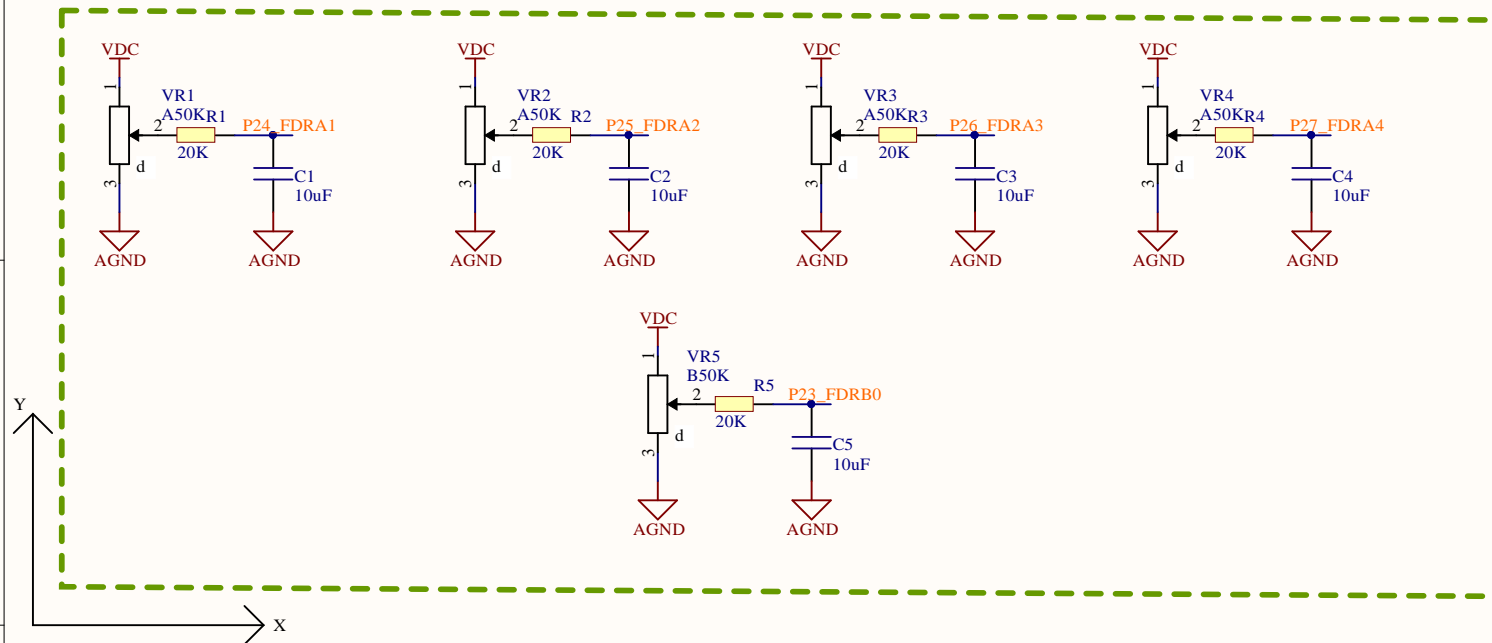 VDC
VDC
VDC
VDC
1
VR1
A50K
R1
2
P24_FDRA1
20K
d
3
C1
10uF
AGND
AGND
1
VR2
A50K
R2
2
P25_FDRA2
20K
d
3
C2
10uF
AGND
AGND
1
VR3
A50K
R3
2
P26_FDRA3
20K
d
3
C3
10uF
AGND
AGND
1
VR4
A50K
R4
2
P27_FDRA4
20K
d
3
C4
10uF
AGND
AGND
VDC
1
VR5
B50K
R5
2
P23_FDRB0
20K
d
3
C5
10uF
AGND
AGND
Y
X